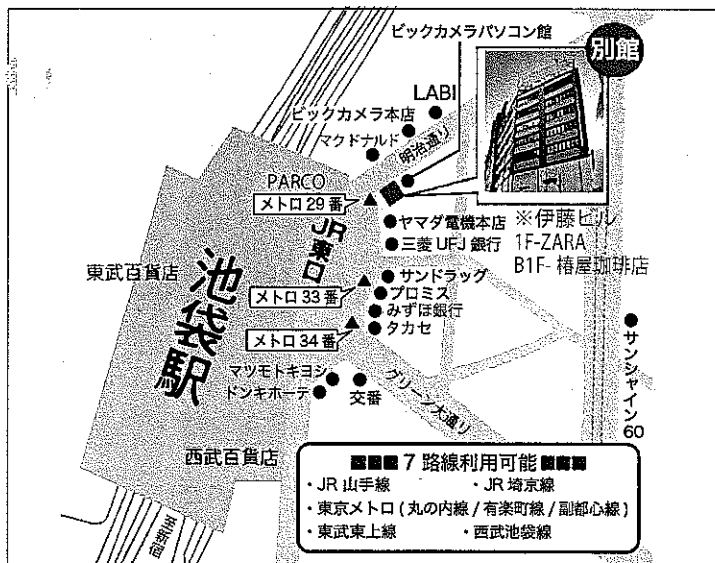 ビックカメラパソコン館
別館
LABI
ビックカメラ本店
マクドナルド
明治通り
PARCO
メトロ 29 番
JR 東口
ヤマダ電機本店
三菱 UFJ 銀行
※伊藤ビル
1F-ZARA
B1F- 椿屋珈琲店
東武百貨店
池袋駅
サンドラッグ
プロミス
メトロ 33 番
みずほ銀行
メトロ 34 番
タカセ
サンシャイン60
マツモトキヨシ
ドンキホーテ
交番
グリーン大通り
西武百貨店
7 路線利用可能
・JR 山手線
・JR 埼京線
・東京メトロ ( 丸の内線 / 有楽町線 / 副都心線 )
・東武東上線
・西武池袋線
至新宿